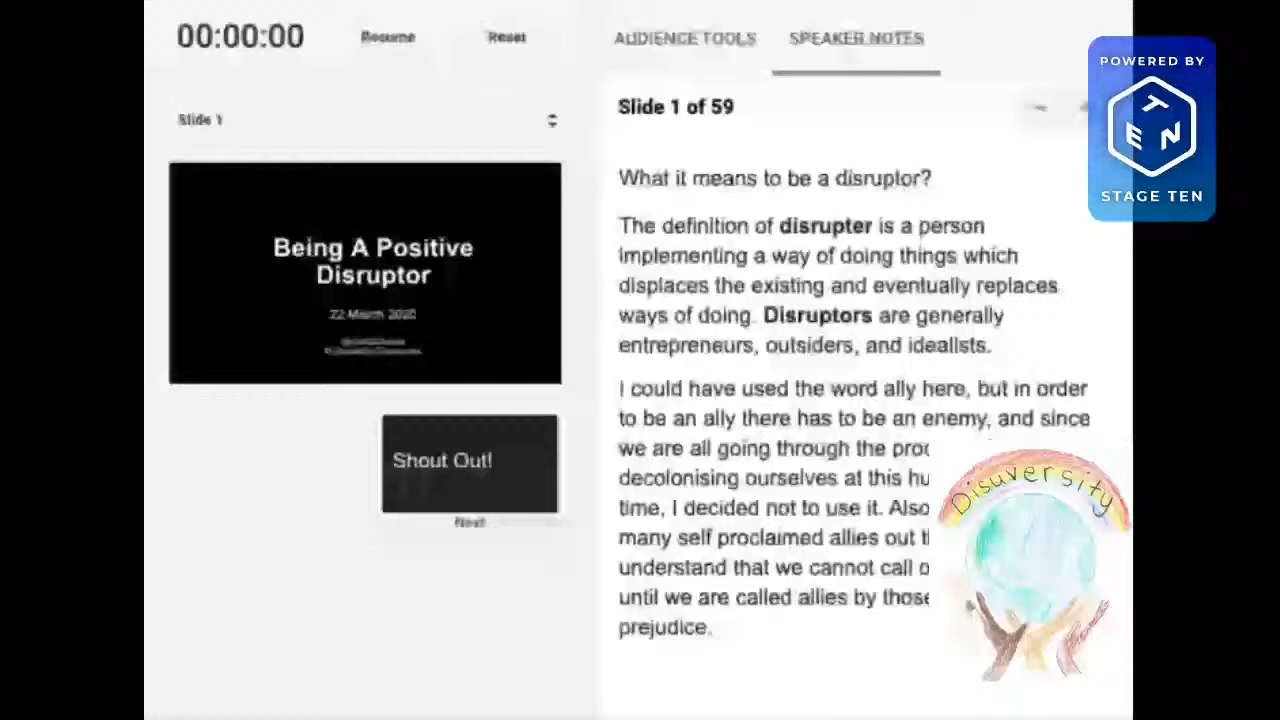 00:00:00
Resume
Reset
AUDIENCE TOOLS
SPEAKER NOTES
POWERED BY
TEN
STAGE TEN
Slide 1
Slide 1 of 59
Being A Positive
Disruptor
22 March 2020
Shout Out!
Next
What it means to be a disruptor?
The definition of disrupter is a person
implementing a way of doing things which
displaces the existing and eventually replaces
ways of doing. Disruptors are generally
entrepreneurs, outsiders, and idealists.
I could have used the word ally here, but in order
to be an ally there has to be an enemy, and since
we are all going through the
decolonising ourselves at this
time, I decided not to use it. Also
many self proclaimed allies out
understand that we cannot call
until we are called allies by those
prejudice.
Disuversity